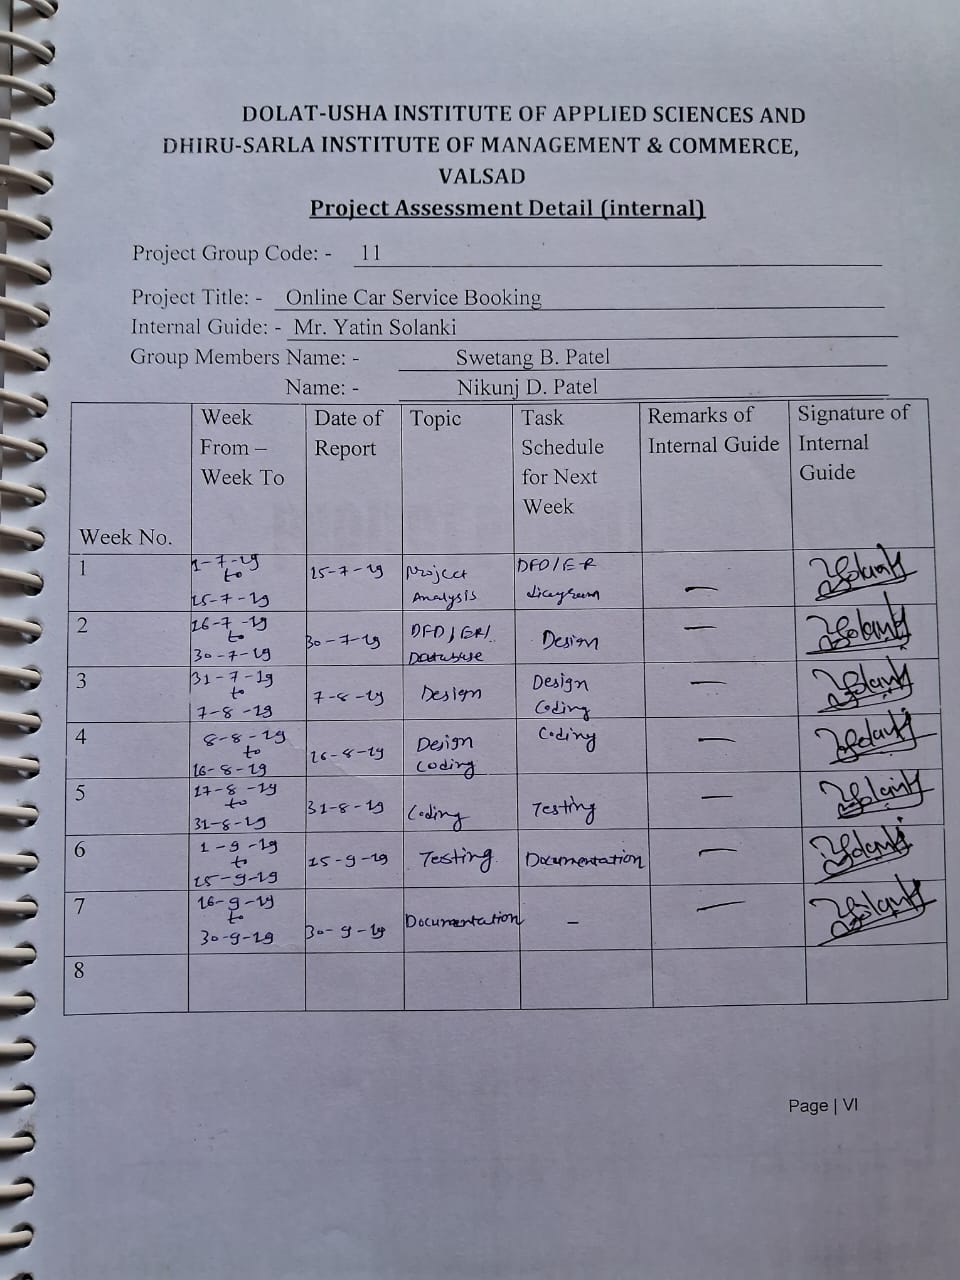 DOLAT-USHA INSTITUTE OF APPLIED SCIENCES AND
DHIRU-SARLA INSTITUTE OF MANAGEMENT & COMMERCE,
VALSAD
Project Assessment Detail (internal)
Project Group Code: - 11
Project Title: - Online Car Service Booking
Internal Guide: - Mr. Yatin Solanki
Group Members Name: - Swetang B. Patel
Name: - Nikunj D. Patel
Week No. | Week From – Week To | Date of Report | Topic | Task Schedule for Next Week | Remarks of Internal Guide | Signature of Internal Guide
1 | 1-7-19 to 15-7-19 | 15-7-19 | Project Analysis | DFD/ER diagram | —
2 | 16-7-19 to 30-7-19 | 30-7-19 | DFD/ER/ Database | Design | —
3 | 31-7-19 to 7-8-19 | 7-8-19 | Design | Design Coding | —
4 | 8-8-19 to 16-8-19 | 16-8-19 | Design Coding | Coding | —
5 | 17-8-19 to 31-8-19 | 31-8-19 | Coding | Testing | —
6 | 1-9-19 to 15-9-19 | 15-9-19 | Testing | Documentation | —
7 | 16-9-19 to 30-9-19 | 30-9-19 | Documentation | – | —
8
Page | VI